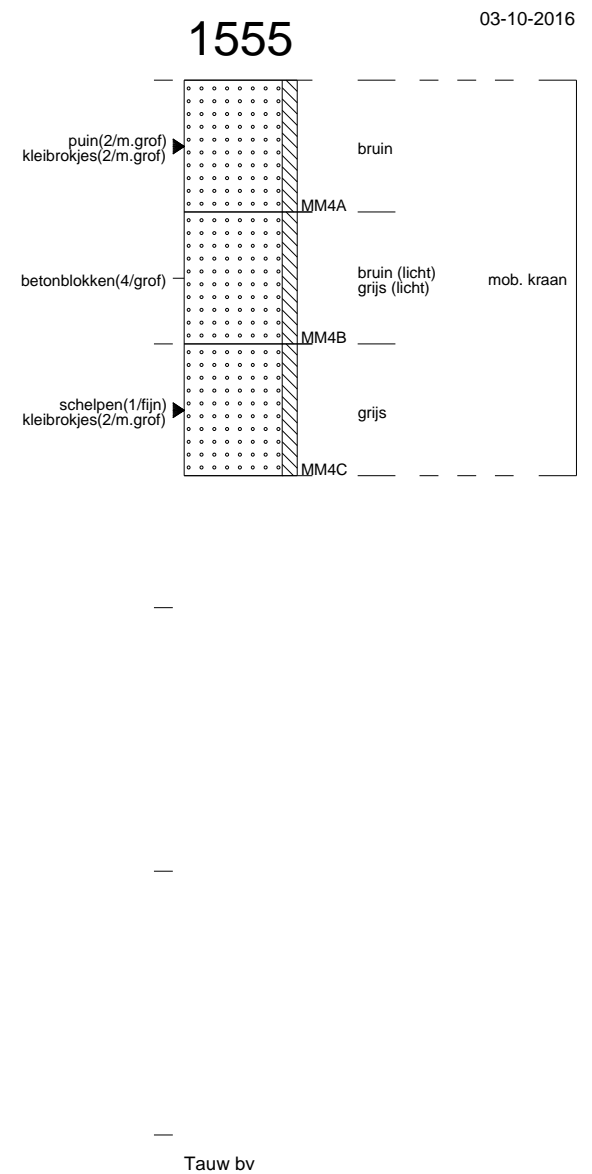 03-10-2016
1555
puin(2/m.grof)
kleibrokjes(2/m.grof)
bruin
MM4A
betonblokken(4/grof)
bruin (licht)
grijs (licht)
mob. kraan
MM4B
schelpen(1/fijn)
kleibrokjes(2/m.grof)
grijs
MM4C
Tauw bv